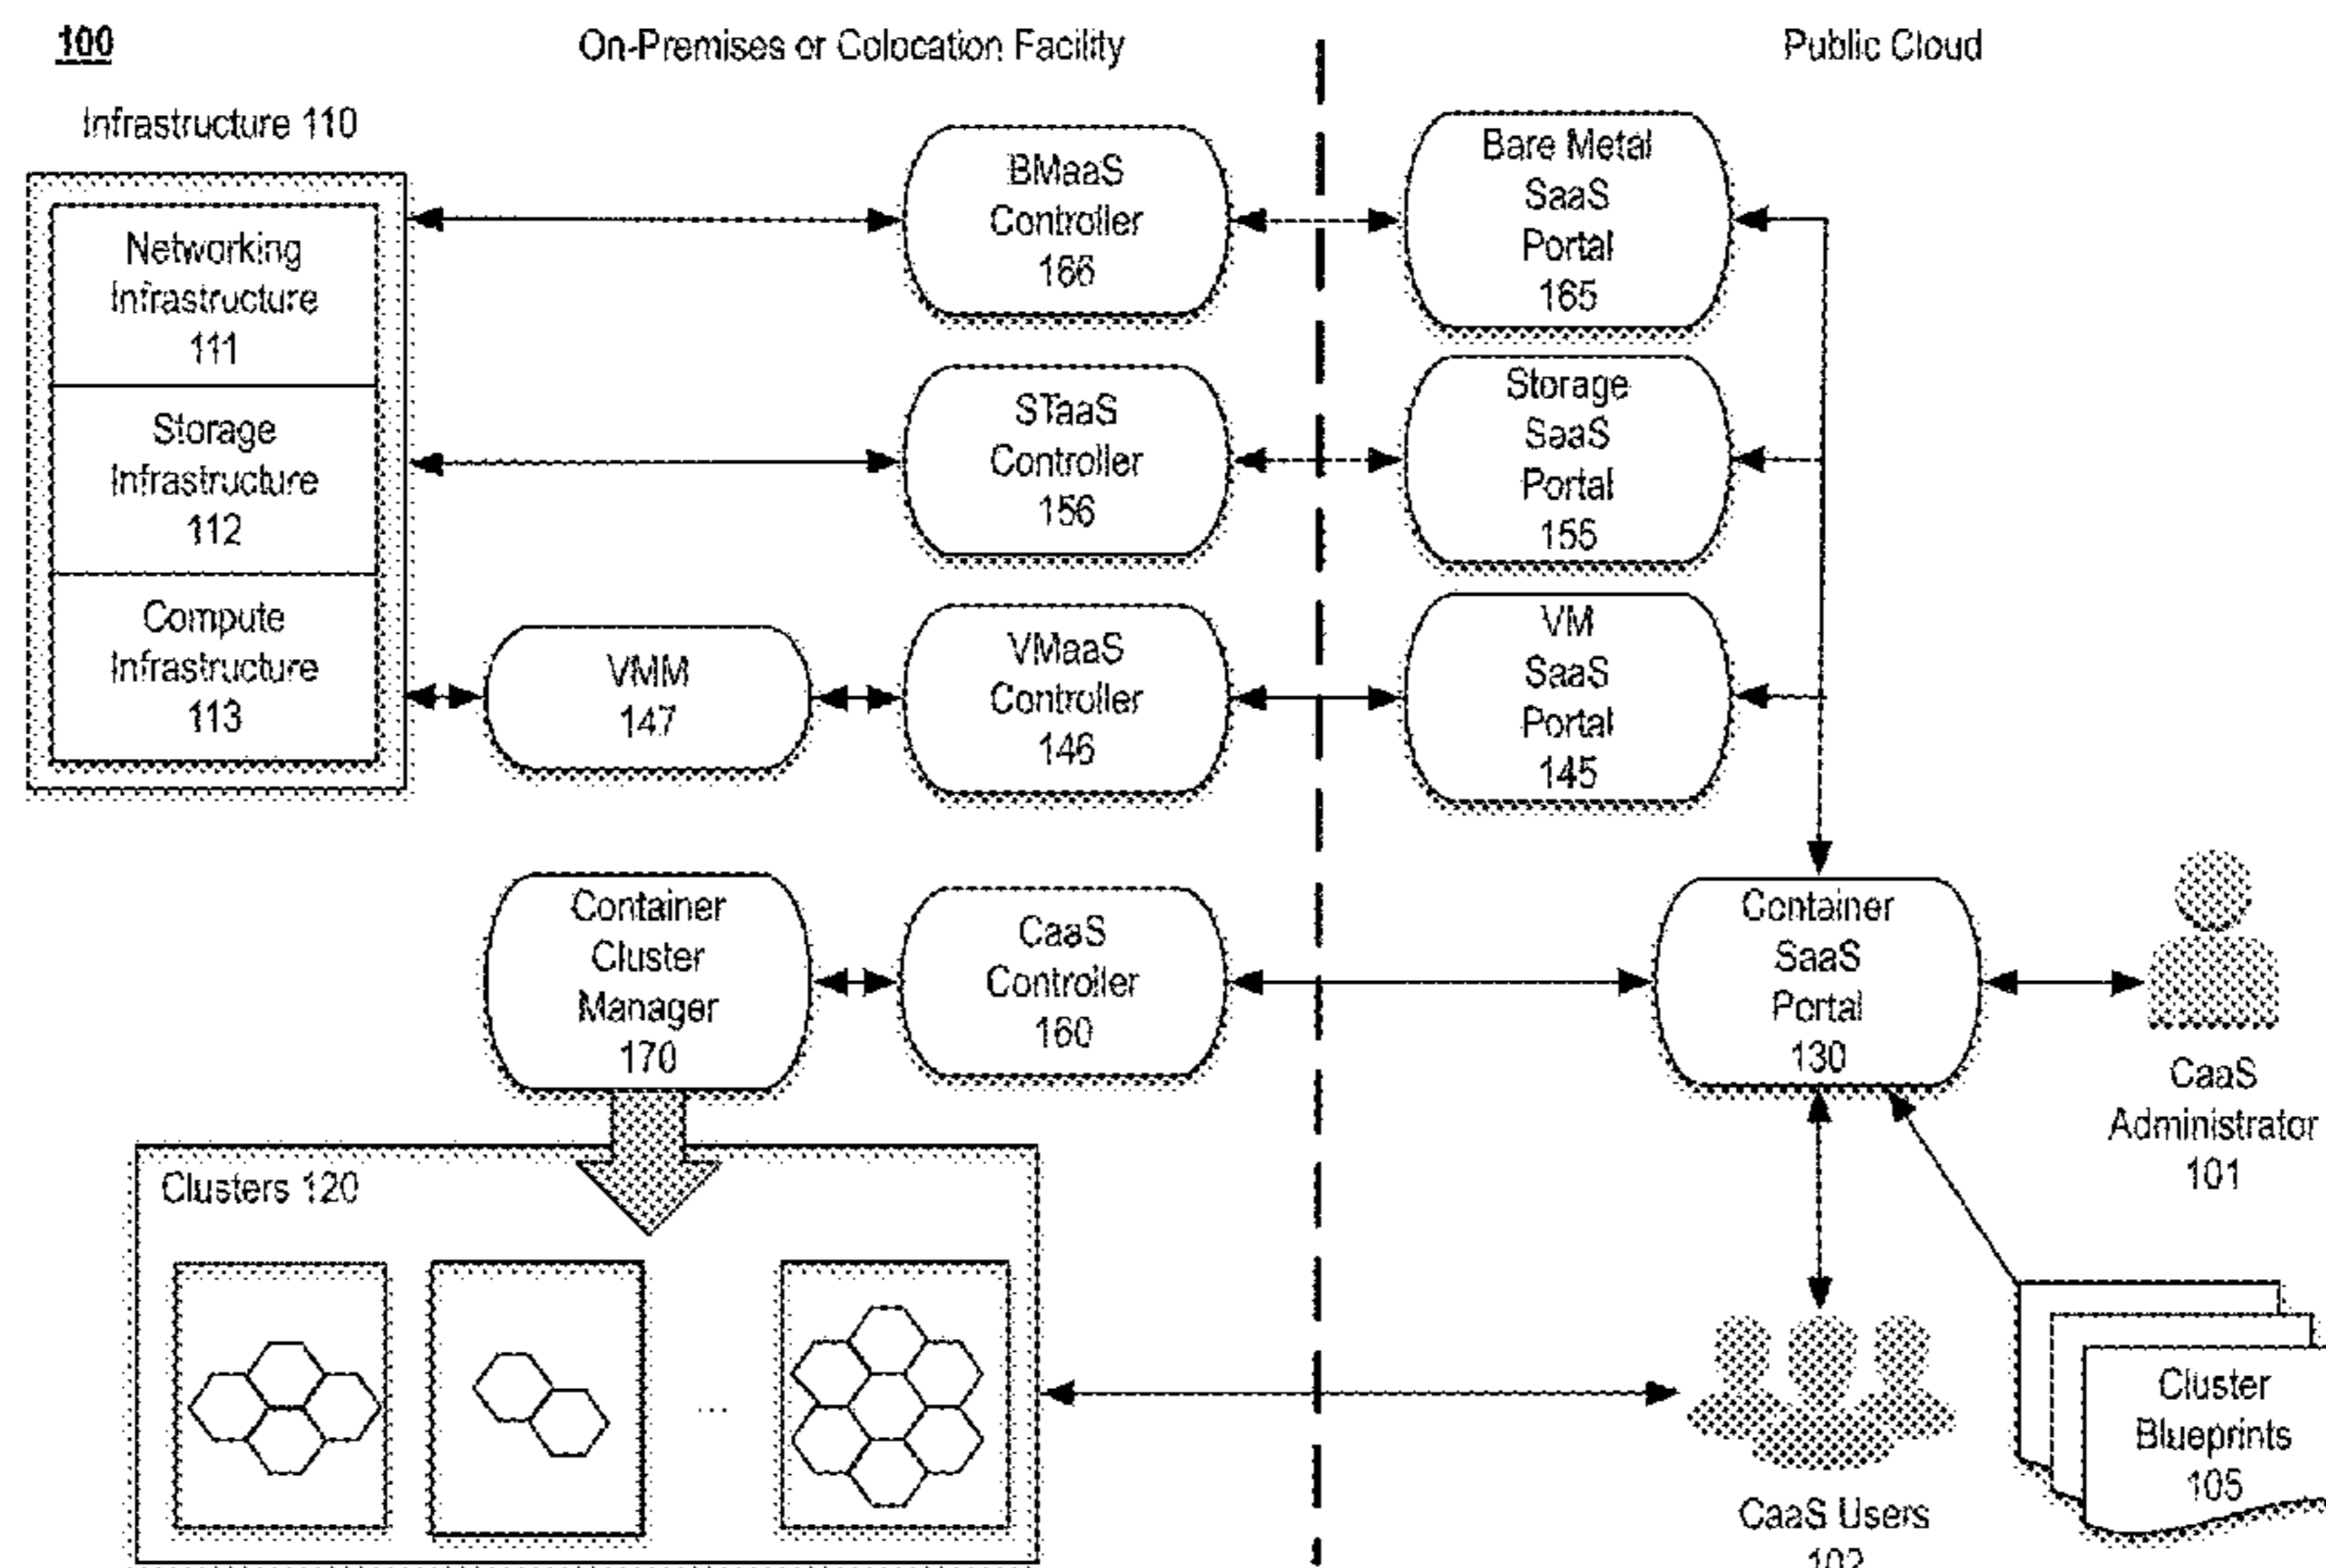 100
On-Premises or Colocation Facility
Public Cloud
Infrastructure 110
Networking
Infrastructure
111
Storage
Infrastructure
112
Compute
Infrastructure
113
BMaaS
Controller
166
Bare Metal
SaaS
Portal
165
STaaS
Controller
156
Storage
SaaS
Portal
155
VMM
147
VMaaS
Controller
146
VM
SaaS
Portal
145
Container
Cluster
Manager
170
CaaS
Controller
160
Container
SaaS
Portal
130
CaaS
Administrator
101
Clusters 120
...
CaaS Users
102
Cluster
Blueprints
105